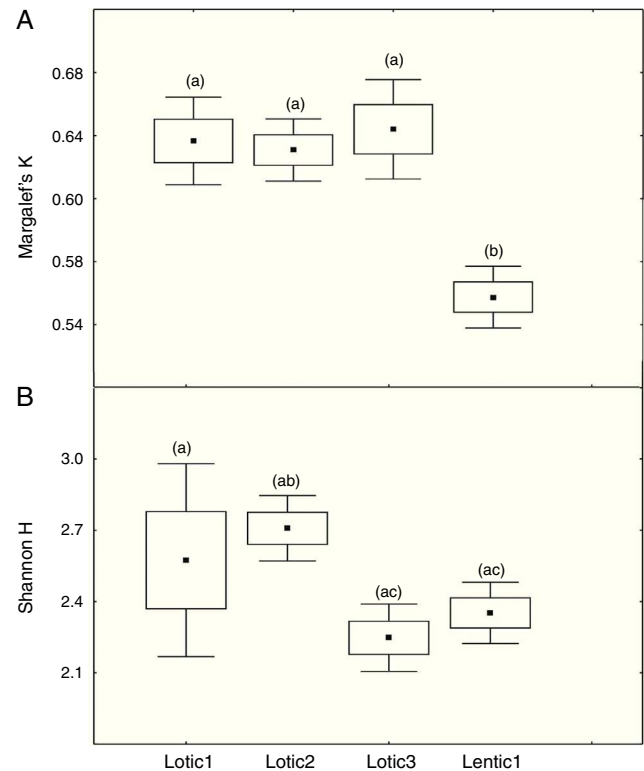 A
Margalef's K
0.68
0.64
0.60
0.58
0.54
(a)
(a)
(a)
(b)
B
Shannon H
3.0
2.7
2.4
2.1
(a)
(ab)
(ac)
(ac)
Lotic1 Lotic2 Lotic3 Lentic1